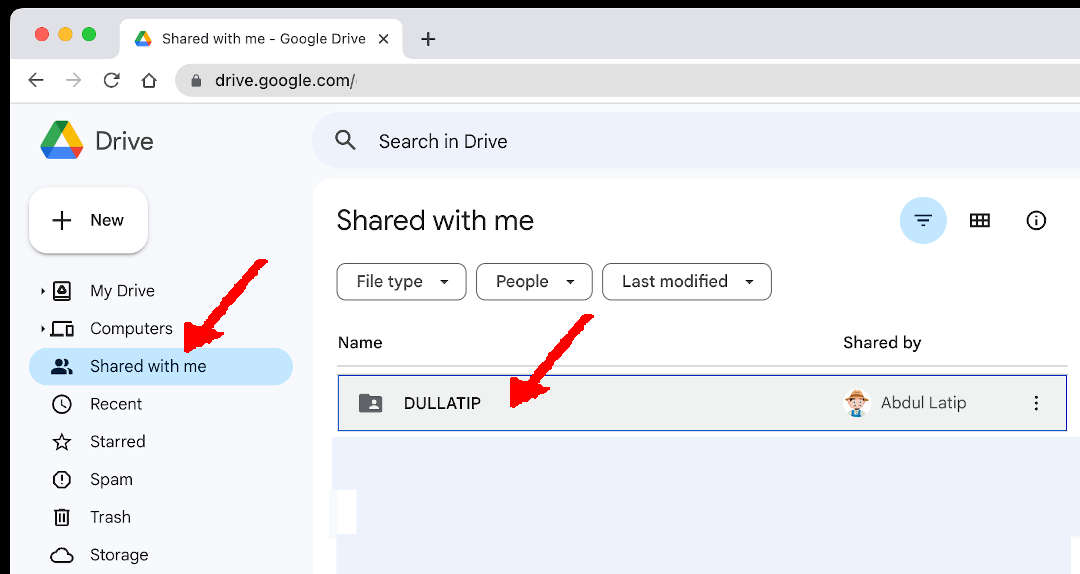 Shared with me - Google Drive
drive.google.com/
Drive
Search in Drive
New
Shared with me
My Drive
File type People Last modified
Computers
Name Shared by
Shared with me
DULLATIP Abdul Latip
Recent
Starred
Spam
Trash
Storage